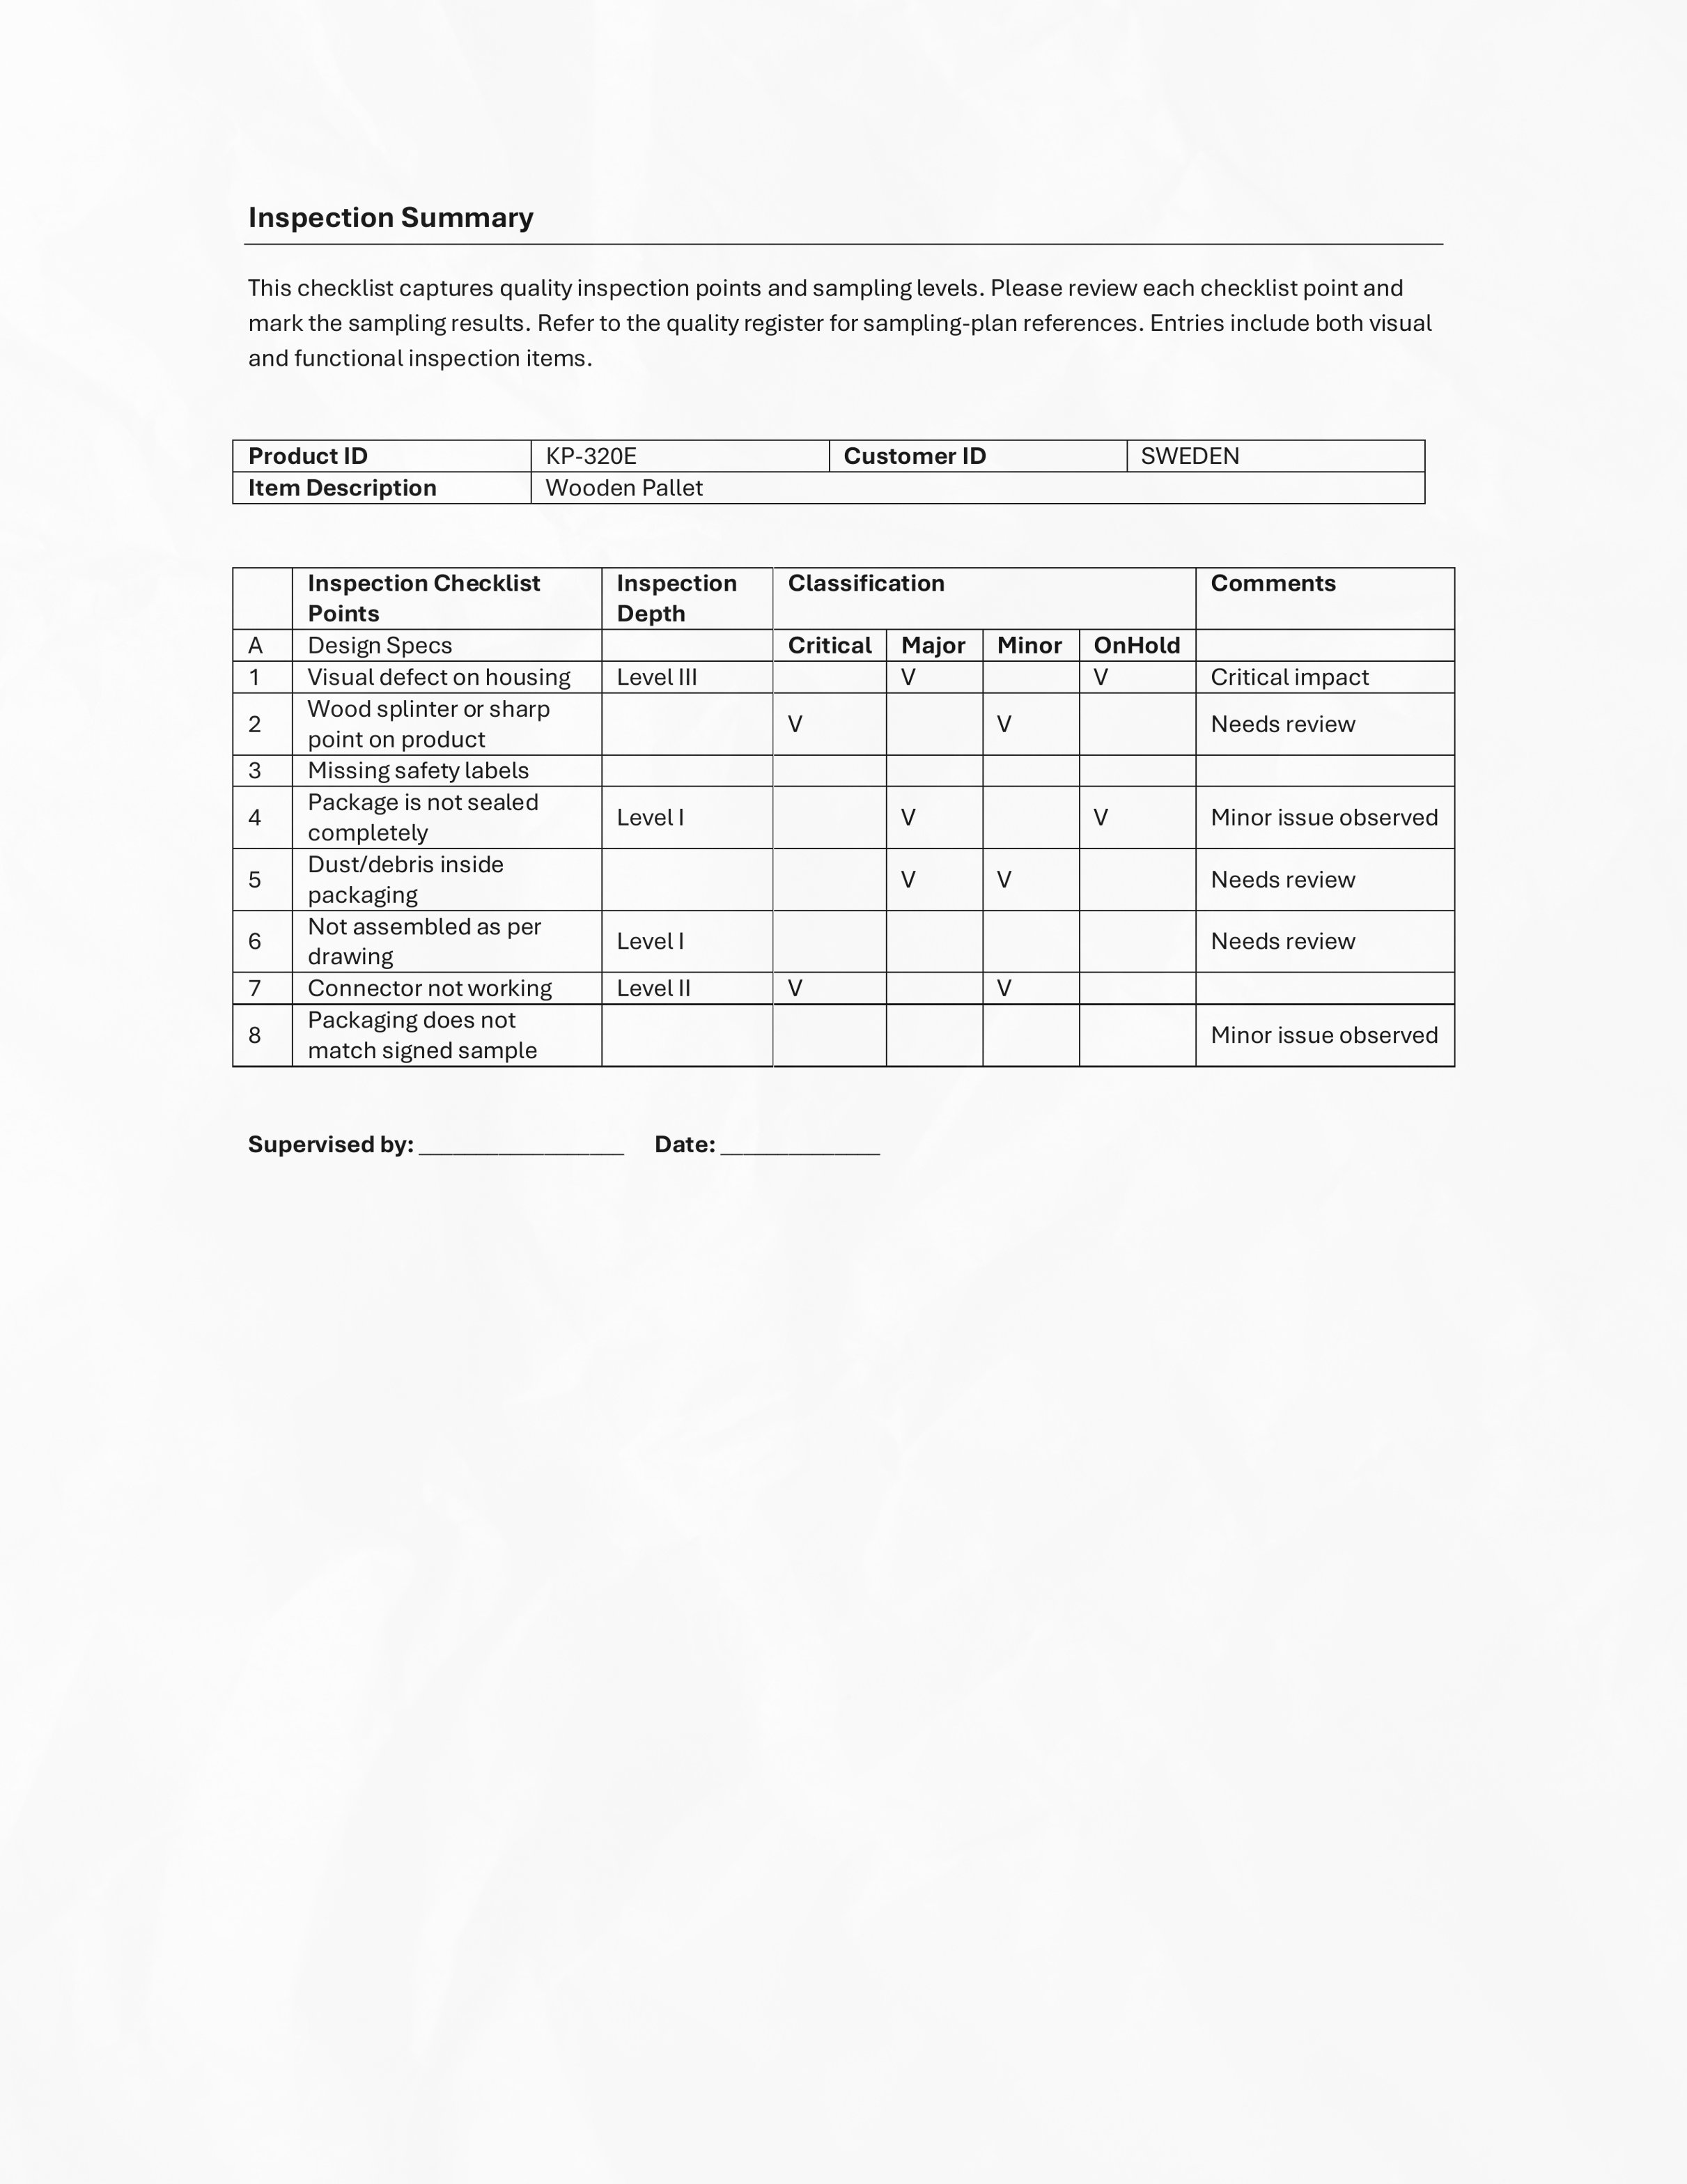 Inspection Summary
This checklist captures quality inspection points and sampling levels. Please review each checklist point and
mark the sampling results. Refer to the quality register for sampling-plan references. Entries include both visual
and functional inspection items.
Product ID KP-320E Customer ID SWEDEN
Item Description Wooden Pallet
Inspection Checklist Inspection Classification Comments
Points Depth
A Design Specs Critical Major Minor OnHold
1 Visual defect on housing Level III V V Critical impact
Wood splinter or sharp
2 V V Needs review
point on product
3 Missing safety labels
Package is not sealed
4 Level I V V Minor issue observed
completely
Dust/debris inside
5 V V Needs review
packaging
Not assembled as per
6 Level I Needs review
drawing
7 Connector not working Level II V V
Packaging does not
8 Minor issue observed
match signed sample
Supervised by: __________________ Date: ______________